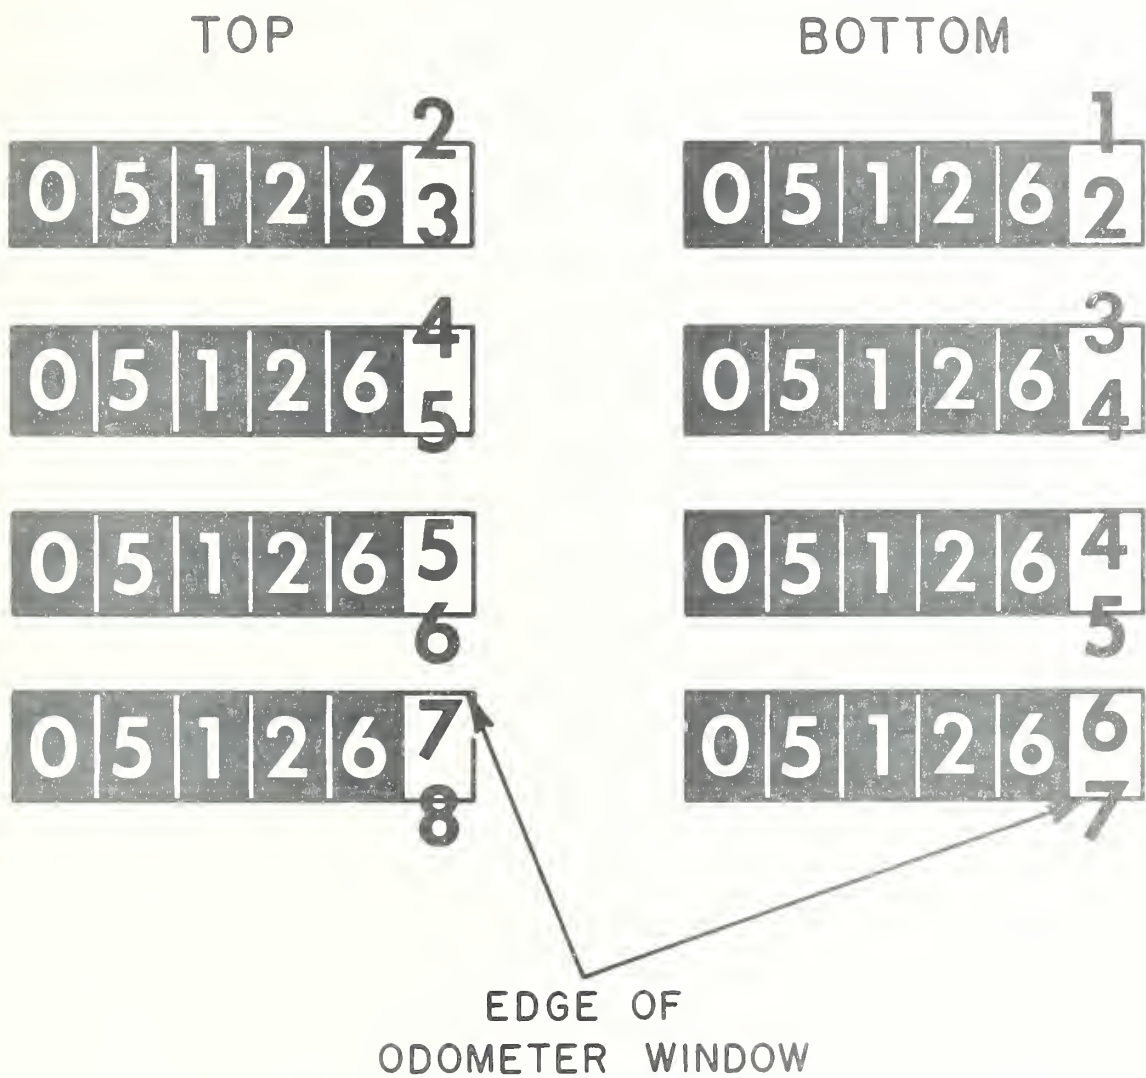 TOP
BOTTOM
2
0 5 1 2 6 3
1
0 5 1 2 6 2
4
0 5 1 2 6 5
3
0 5 1 2 6 4
0 5 1 2 6 5
6
0 5 1 2 6 4
5
0 5 1 2 6 7
8
0 5 1 2 6 6
7
EDGE OF
ODOMETER WINDOW